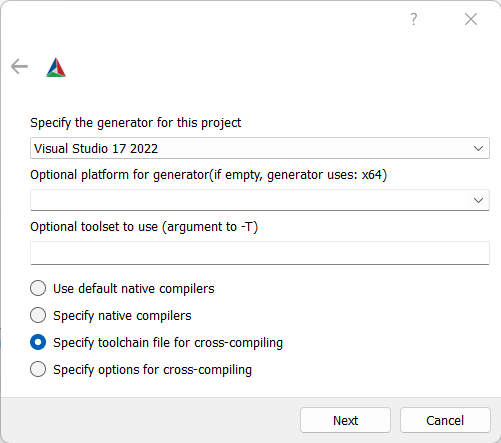 ?
Specify the generator for this project
Visual Studio 17 2022
Optional platform for generator(if empty, generator uses: x64)
Optional toolset to use (argument to -T)
Use default native compilers
Specify native compilers
Specify toolchain file for cross-compiling
Specify options for cross-compiling
Next Cancel